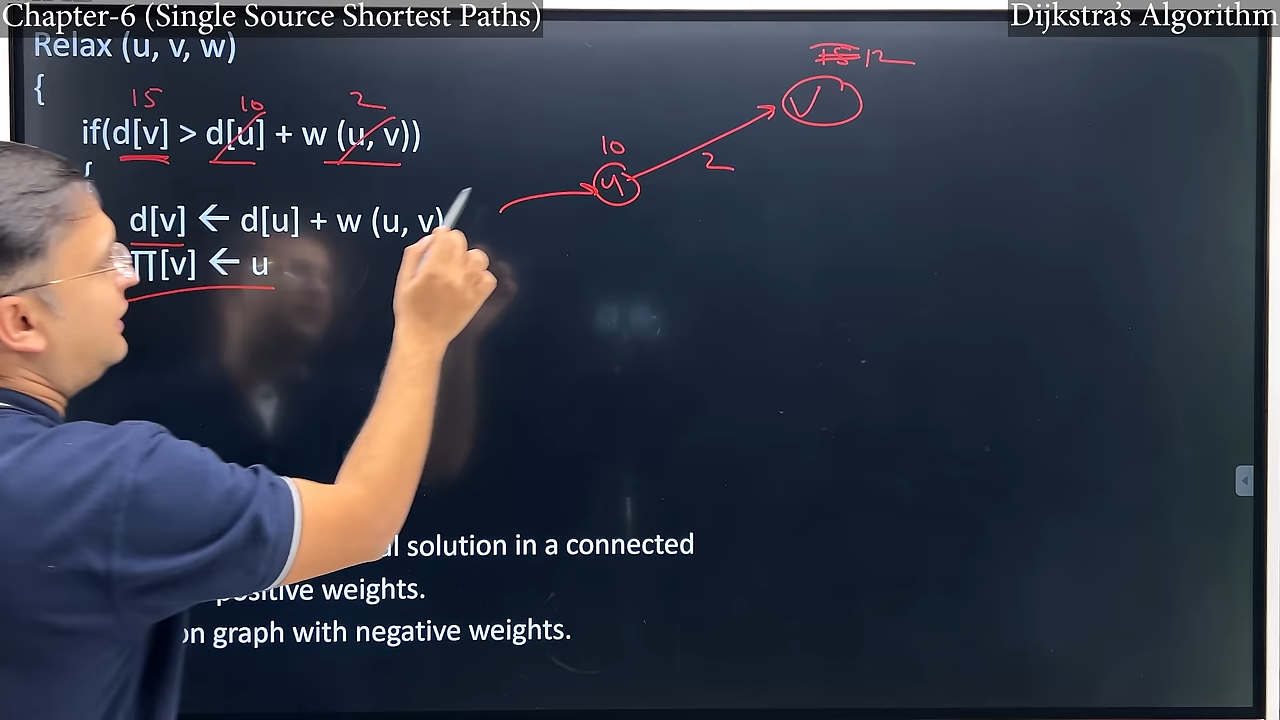 Chapter-6 (Single Source Shortest Paths)
Dijkstra's Algorithm
Relax (u, v, w)
{
15 10 2
if(d[v] > d[u] + w (u, v))
{
d[v] ← d[u] + w (u, v)
∏[v] ← u
15 12
V
10
u
2
solution in a connected
positive weights.
on graph with negative weights.